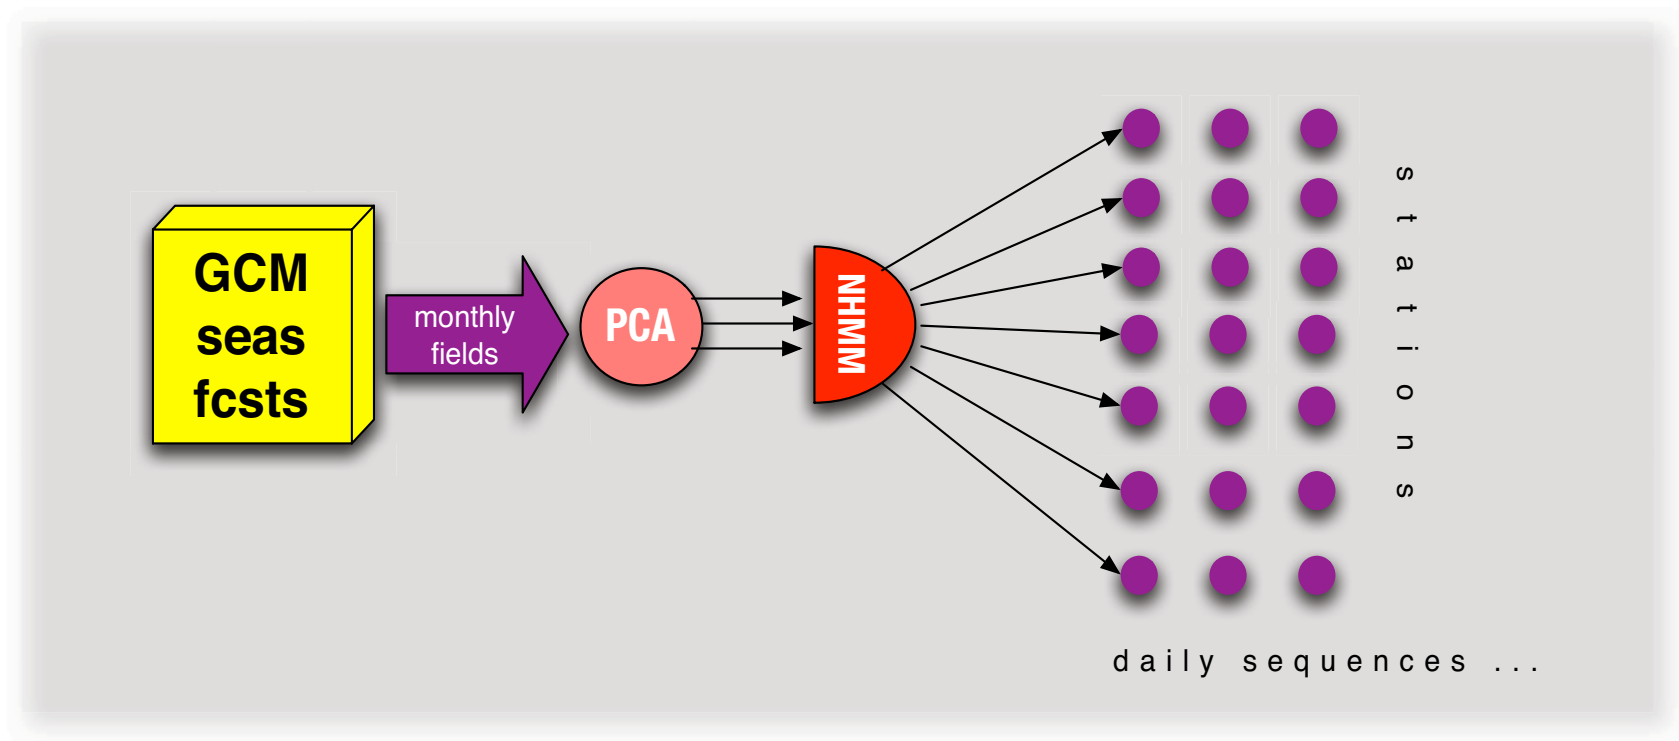 GCM
seas
fcsts
monthly
fields
PCA
NHMM
stations
daily sequences ...